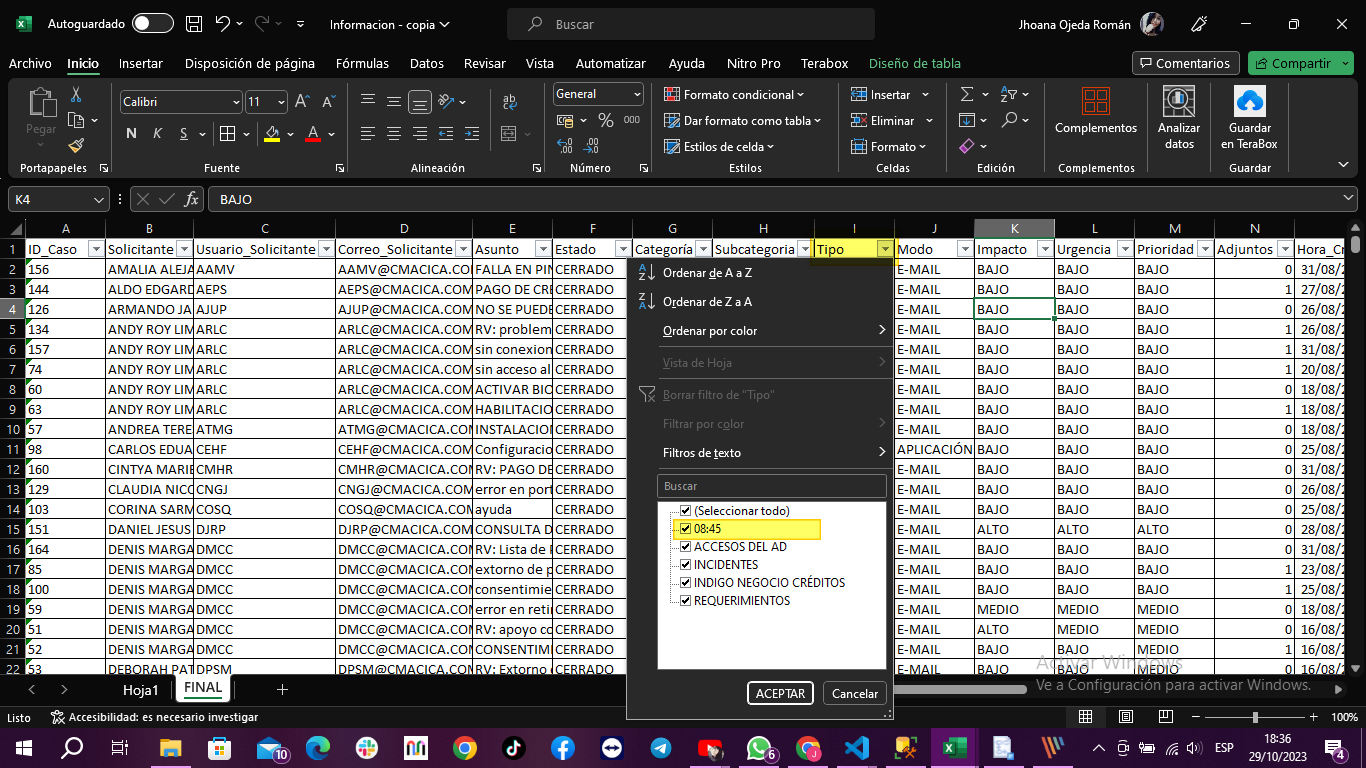 Autoguardado
Informacion - copia
Buscar
Jhoana Ojeda Román
Archivo Inicio Insertar Disposición de página Fórmulas Datos Revisar Vista Automatizar Ayuda Nitro Pro Terabox Diseño de tabla Comentarios Compartir
Pegar
Portapapeles
Calibri 11
N K S
Fuente
ab
Alineación
General
% 000
Número
Formato condicional
Dar formato como tabla
Estilos de celda
Estilos
Insertar
Eliminar
Formato
Celdas
Edición
Complementos
Complementos
Analizar datos
Guardar en TeraBox
Guardar
K4 fx BAJO
A B C D E F G H I J K L M N
1 ID_Caso Solicitante Usuario_Solicitante Correo_Solicitante Asunto Estado Categoría Subcategoria Tipo Modo Impacto Urgencia Prioridad Adjuntos Hora_Cr
2 156 AMALIA ALEJA AAMV AAMV@CMACICA.CO FALLA EN PIN CERRADO E-MAIL BAJO BAJO BAJO 0 31/08/2
3 144 ALDO EDGARD AEPS AEPS@CMACICA.COM PAGO DE CRE CERRADO E-MAIL BAJO BAJO BAJO 1 27/08/2
4 126 ARMANDO JA AJUP AJUP@CMACICA.COM NO SE PUEDE CERRADO E-MAIL BAJO BAJO BAJO 0 26/08/2
5 134 ANDY ROY LIM ARLC ARLC@CMACICA.COM RV: problem CERRADO E-MAIL BAJO BAJO BAJO 1 26/08/2
6 157 ANDY ROY LIM ARLC ARLC@CMACICA.COM sin conexion CERRADO E-MAIL BAJO BAJO BAJO 1 31/08/2
7 74 ANDY ROY LIM ARLC ARLC@CMACICA.COM sin acceso al CERRADO E-MAIL BAJO BAJO BAJO 1 20/08/2
8 60 ANDY ROY LIM ARLC ARLC@CMACICA.COM ACTIVAR BIO CERRADO E-MAIL BAJO BAJO BAJO 0 18/08/2
9 63 ANDY ROY LIM ARLC ARLC@CMACICA.COM HABILITACIO CERRADO E-MAIL BAJO BAJO BAJO 1 18/08/2
10 57 ANDREA TERE ATMG ATMG@CMACICA.COM INSTALACION CERRADO E-MAIL BAJO BAJO BAJO 0 18/08/2
11 98 CARLOS EDUA CEHF CEHF@CMACICA.COM Configuracio CERRADO APLICACIÓN BAJO BAJO BAJO 0 25/08/2
12 160 CINTYA MARIE CMHR CMHR@CMACICA.COM RV: PAGO DE CERRADO E-MAIL BAJO BAJO BAJO 0 31/08/2
13 129 CLAUDIA NICO CNGJ CNGJ@CMACICA.COM error en port CERRADO E-MAIL BAJO BAJO BAJO 0 26/08/2
14 103 CORINA SARM COSQ COSQ@CMACICA.COM ayuda CERRADO E-MAIL BAJO BAJO BAJO 0 25/08/2
15 151 DANIEL JESUS DJRP DJRP@CMACICA.COM CONSULTA D CERRADO E-MAIL ALTO ALTO ALTO 0 28/08/2
16 164 DENIS MARGA DMCC DMCC@CMACICA.COM RV: Lista de CERRADO E-MAIL BAJO BAJO BAJO 0 31/08/2
17 85 DENIS MARGA DMCC DMCC@CMACICA.COM extorno de p CERRADO E-MAIL BAJO BAJO BAJO 1 23/08/2
18 100 DENIS MARGA DMCC DMCC@CMACICA.COM consentimie CERRADO E-MAIL BAJO BAJO BAJO 1 25/08/2
19 59 DENIS MARGA DMCC DMCC@CMACICA.COM error en reti CERRADO E-MAIL MEDIO MEDIO MEDIO 0 18/08/2
20 51 DENIS MARGA DMCC DMCC@CMACICA.COM RV: apoyo co CERRADO E-MAIL ALTO MEDIO MEDIO 0 16/08/2
21 52 DENIS MARGA DMCC DMCC@CMACICA.COM CONSENTIM CERRADO E-MAIL BAJO BAJO MEDIO 1 16/08/2
22 53 DEBORAH PAT DPSM DPSM@CMACICA.COM RV: Extorno CERRADO E-MAIL BAJO BAJO MEDIO 0 16/08/2
Ordenar de A a Z
Ordenar de Z a A
Ordenar por color
Vista de Hoja
Borrar filtro de "Tipo"
Filtrar por color
Filtros de texto
Buscar
(Seleccionar todo)
08:45
ACCESOS DEL AD
INCIDENTES
INDIGO NEGOCIO CRÉDITOS
REQUERIMIENTOS
ACEPTAR Cancelar
Activar Windows
Ve a Configuración para activar Windows.
Hoja1 FINAL
Listo Accesibilidad: es necesario investigar 100%
10 6 ESP 18:36
29/10/2023 4